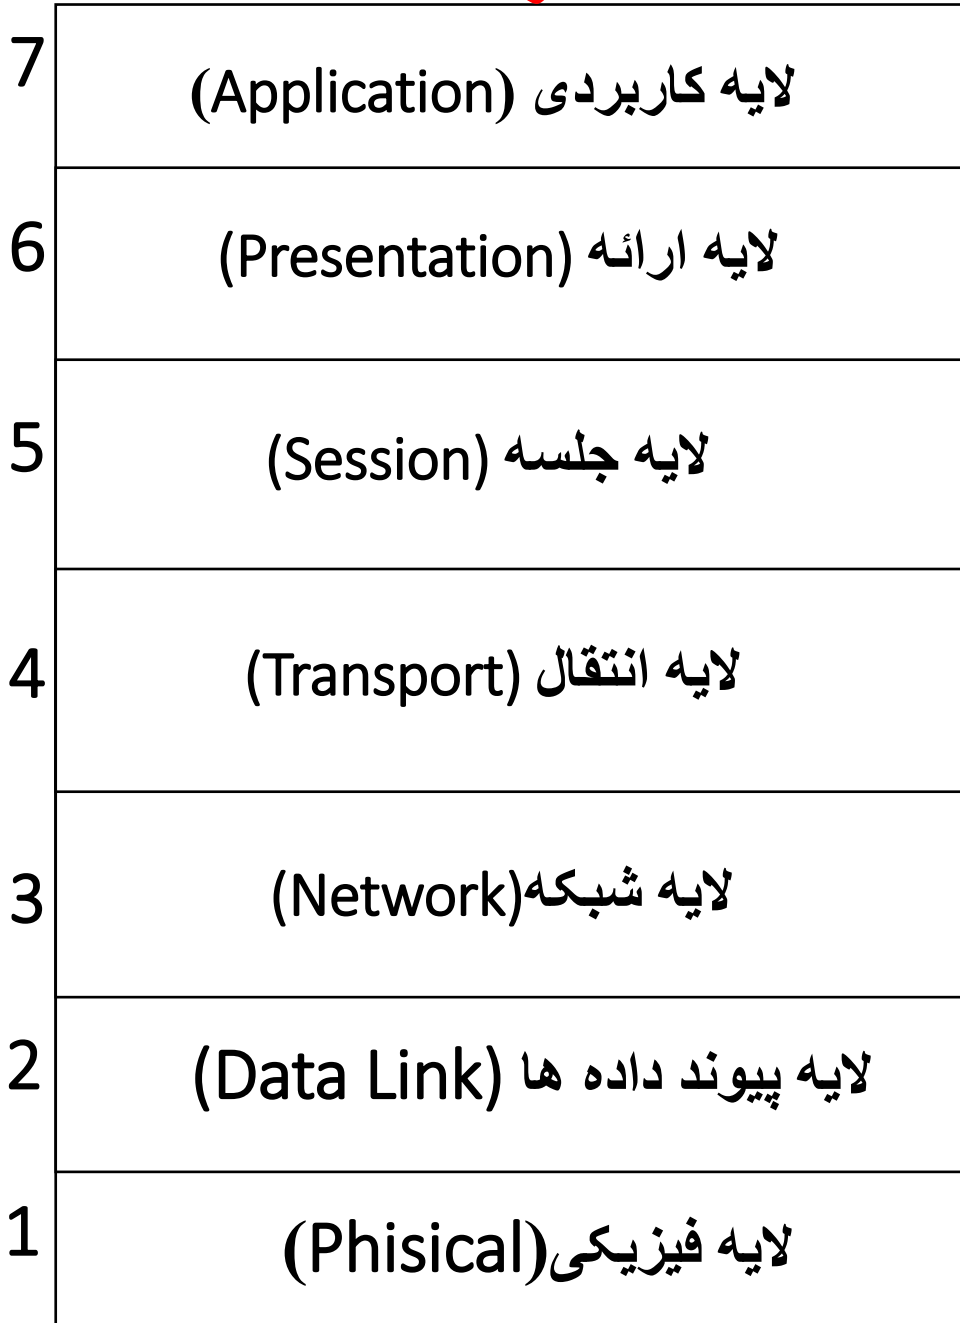 7
لایه کاربردی (Application)
6
لایه ارائه (Presentation)
5
لایه جلسه (Session)
4
لایه انتقال (Transport)
3
لایه شبکه(Network)
2
لایه پیوند داده ها (Data Link)
1
لایه فیزیکی(Phisical)